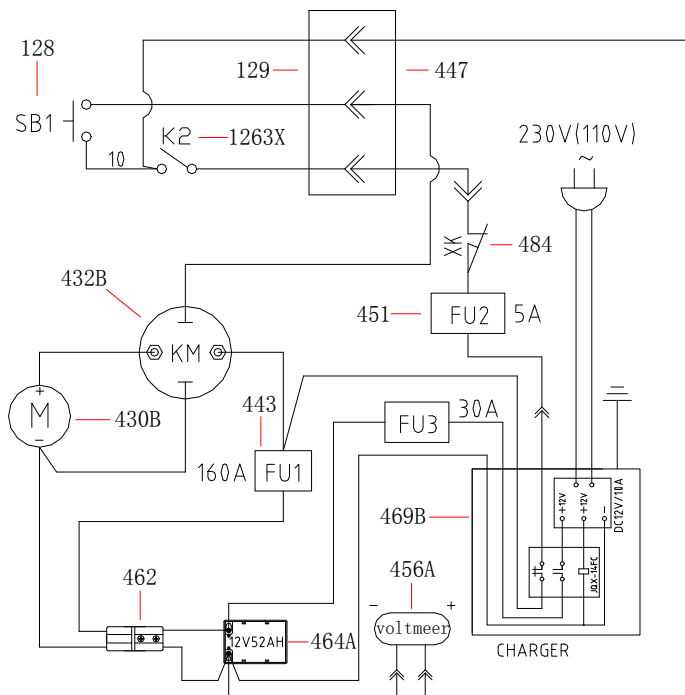 128
129
447
SB1
10
K2
1263X
230V(110V)
~
XK
484
432B
451
FU2
5A
KM
+
M
-
430B
443
30A
FU3
160A
FU1
469B
+12V
+12V
-
DC12V/10A
JQX-14FC
462
456A
-
+
voltmeer
12V52AH
464A
CHARGER